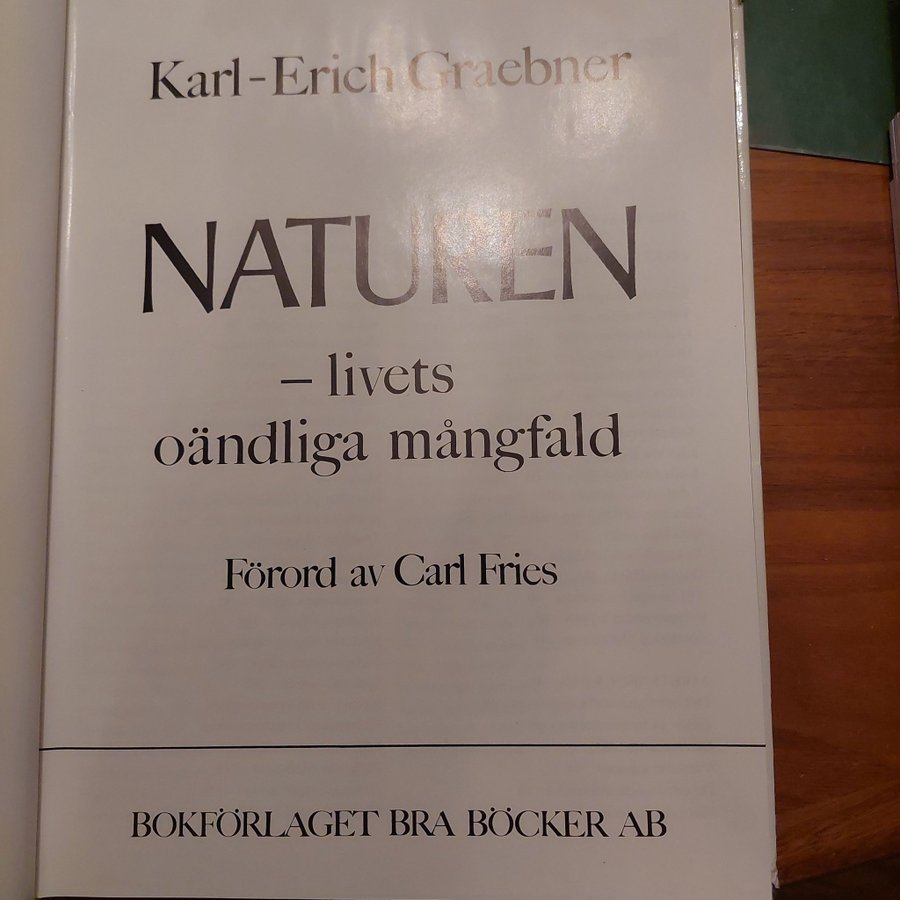 Karl-Erich Graebner
NATUREN
– livets
oändliga mångfald
Förord av Carl Fries
BOKFÖRLAGET BRA BÖCKER AB